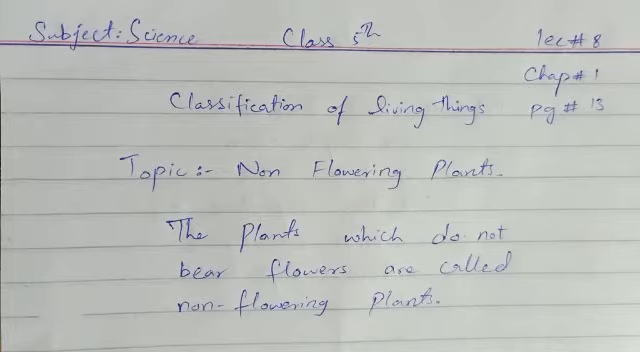 Subject: Science Class 5th lec # 8
Chap # 1
Classification of living things pg # 13
Topic :- Non Flowering Plants.
The plants which do not
bear flowers are called
non-flowering plants.